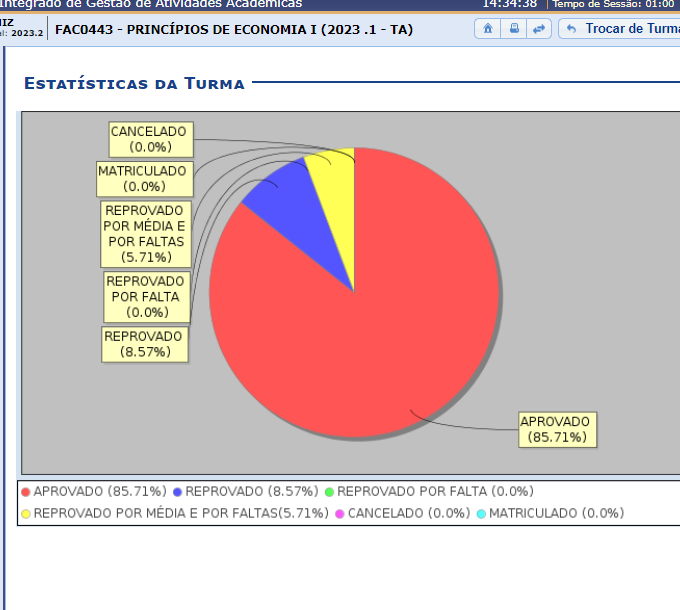 Integrado de Gestão de Atividades Acadêmicas
14:34:38
Tempo de Sessão: 01:00
NIZ
al: 2023.2
FAC0443 - PRINCÍPIOS DE ECONOMIA I (2023 .1 - TA)
Trocar de Turma
Estatísticas da Turma
CANCELADO
(0.0%)
MATRICULADO
(0.0%)
REPROVADO
POR MÉDIA E
POR FALTAS
(5.71%)
REPROVADO
POR FALTA
(0.0%)
REPROVADO
(8.57%)
APROVADO
(85.71%)
APROVADO (85.71%) REPROVADO (8.57%) REPROVADO POR FALTA (0.0%)
REPROVADO POR MÉDIA E POR FALTAS(5.71%) CANCELADO (0.0%) MATRICULADO (0.0%)